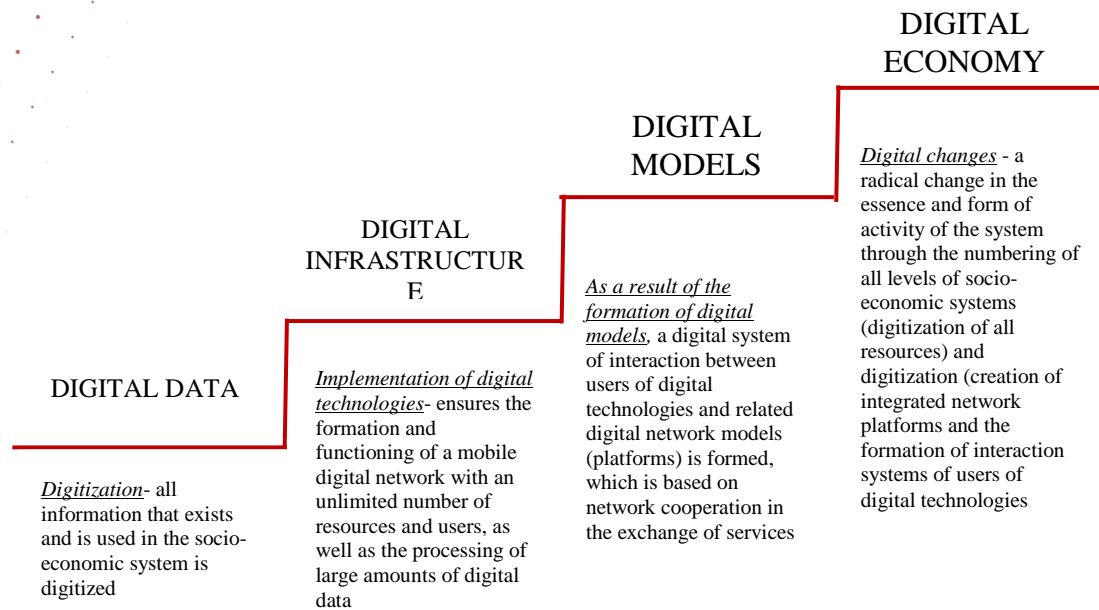 DIGITAL DATA
Digitization- all
information that exists
and is used in the socio-
economic system is
digitized
DIGITAL
INFRASTRUCTUR
E
Implementation of digital
technologies- ensures the
formation and
functioning of a mobile
digital network with an
unlimited number of
resources and users, as
well as the processing of
large amounts of digital
data
DIGITAL
MODELS
As a result of the
formation of digital
models, a digital system
of interaction between
users of digital
technologies and related
digital network models
(platforms) is formed,
which is based on
network cooperation in
the exchange of services
DIGITAL
ECONOMY
Digital changes - a
radical change in the
essence and form of
activity of the system
through the numbering of
all levels of socio-
economic systems
(digitization of all
resources) and
digitization (creation of
integrated network
platforms and the
formation of interaction
systems of users of
digital technologies